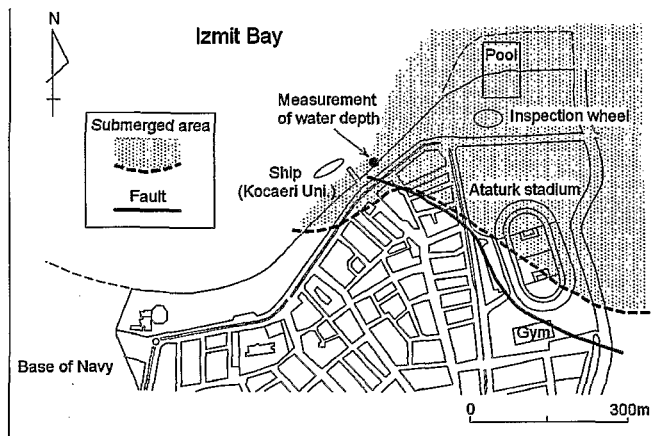 N
Izmit Bay
Pool
Measurement
of water depth
Inspection wheel
Submerged area
Ship
(Kocaeri Uni.)
Ataturk stadium
Fault
Gym
Base of Navy
0 300m